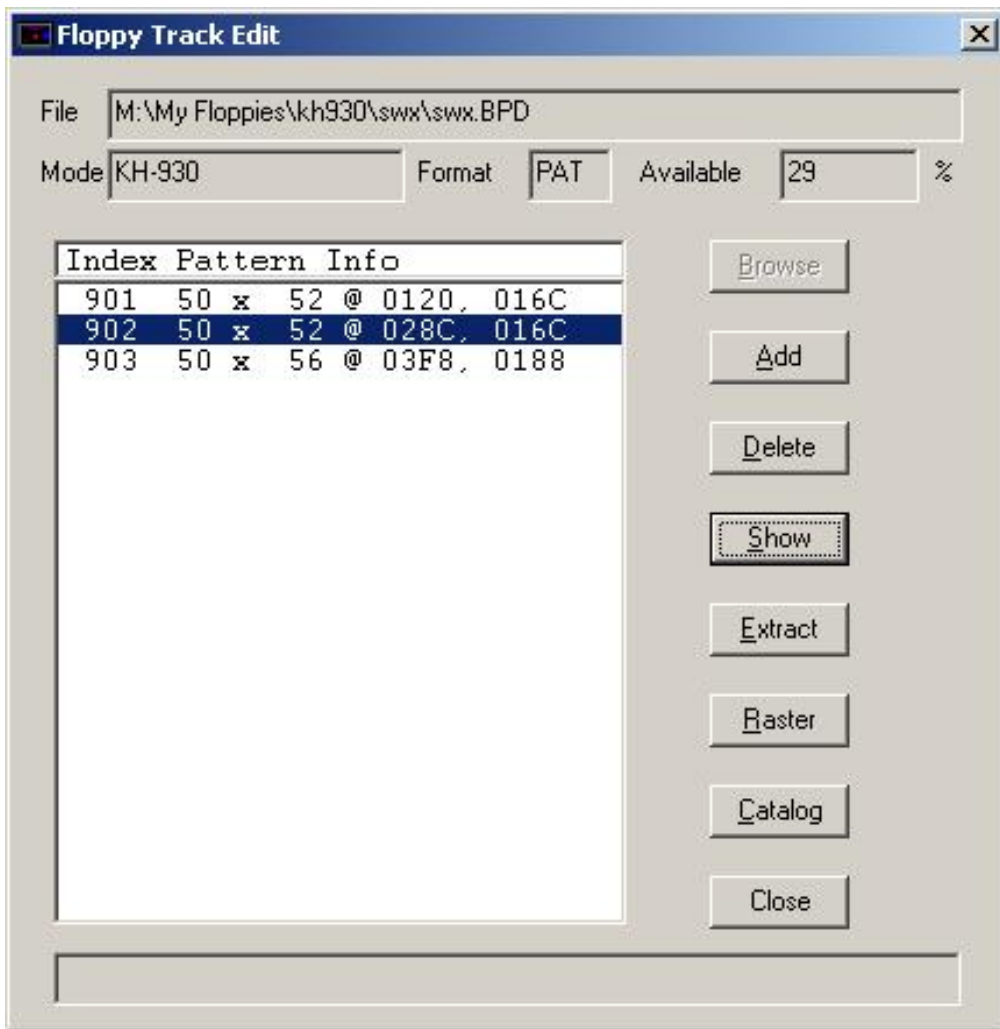 Floppy Track Edit
File M:\My Floppies\kh930\swx\swx.BPD
Mode KH-930 Format PAT Available 29 %
Index Pattern Info
901 50 x 52 @ 0120, 016C
902 50 x 52 @ 028C, 016C
903 50 x 56 @ 03F8, 0188
Browse
Add
Delete
Show
Extract
Raster
Catalog
Close